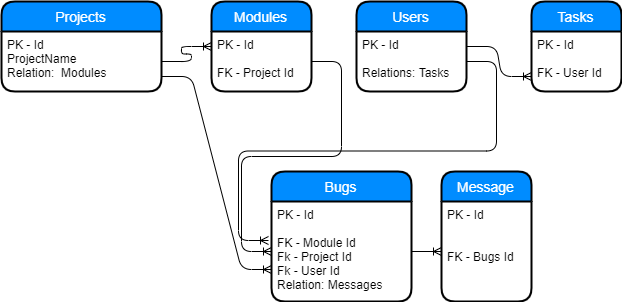 Projects
PK - Id
ProjectName
Relation:  Modules
Modules
PK - Id
FK - Project Id
Users
PK - Id
Relations: Tasks
Tasks
PK - Id
FK - User Id
Bugs
PK - Id
FK - Module Id
Fk - Project Id
Fk - User Id
Relation: Messages
Message
PK - Id
FK - Bugs Id